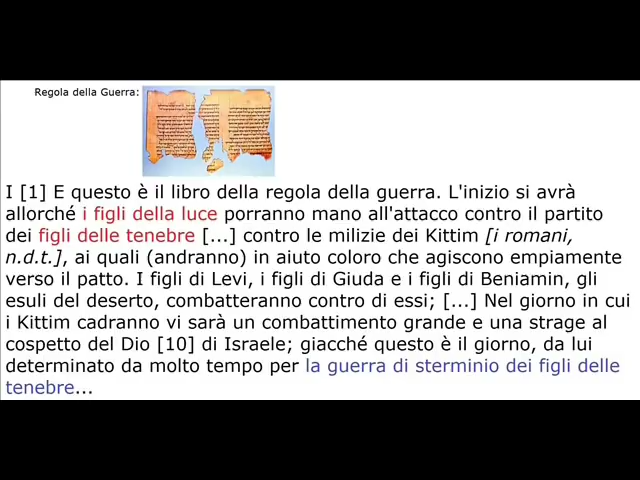 Regola della Guerra:
I [1] E questo è il libro della regola della guerra. L'inizio si avrà
allorché i figli della luce porranno mano all'attacco contro il partito
dei figli delle tenebre [...] contro le milizie dei Kittim [i romani,
n.d.t.], ai quali (andranno) in aiuto coloro che agiscono empiamente
verso il patto. I figli di Levi, i figli di Giuda e i figli di Beniamin, gli
esuli del deserto, combatteranno contro di essi; [...] Nel giorno in cui
i Kittim cadranno vi sarà un combattimento grande e una strage al
cospetto del Dio [10] di Israele; giacché questo è il giorno, da lui
determinato da molto tempo per la guerra di sterminio dei figli delle
tenebre...